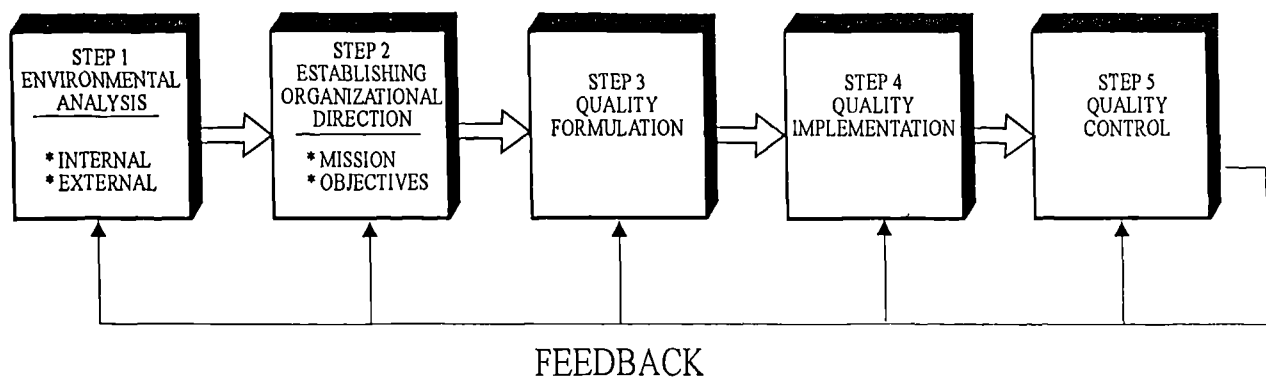 STEP 1
ENVIRONMENTAL
ANALYSIS
* INTERNAL
* EXTERNAL
STEP 2
ESTABLISHING
ORGANIZATIONAL
DIRECTION
* MISSION
* OBJECTIVES
STEP 3
QUALITY
FORMULATION
STEP 4
QUALITY
IMPLEMENTATION
STEP 5
QUALITY
CONTROL
FEEDBACK